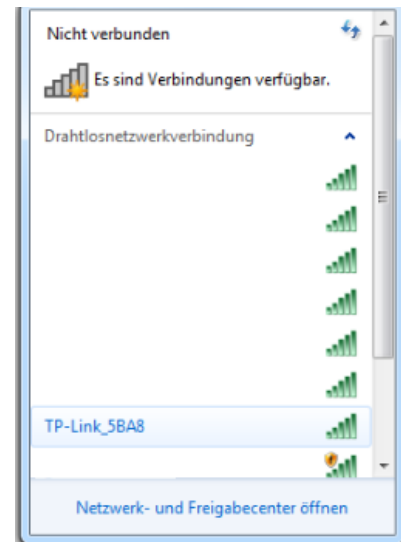 Nicht verbunden
Es sind Verbindungen verfügbar.
Drahtlosnetzwerkverbindung
TP-Link_5BA8
Netzwerk- und Freigabecenter öffnen